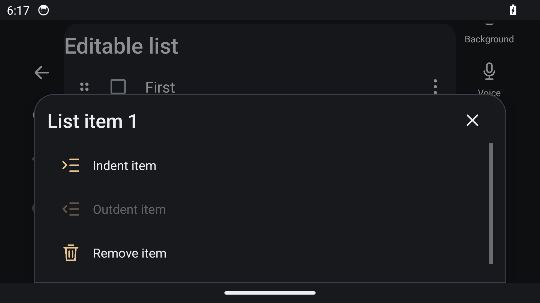 6:17
Editable list
Background
First
Voice
List item 1
Indent item
Outdent item
Remove item